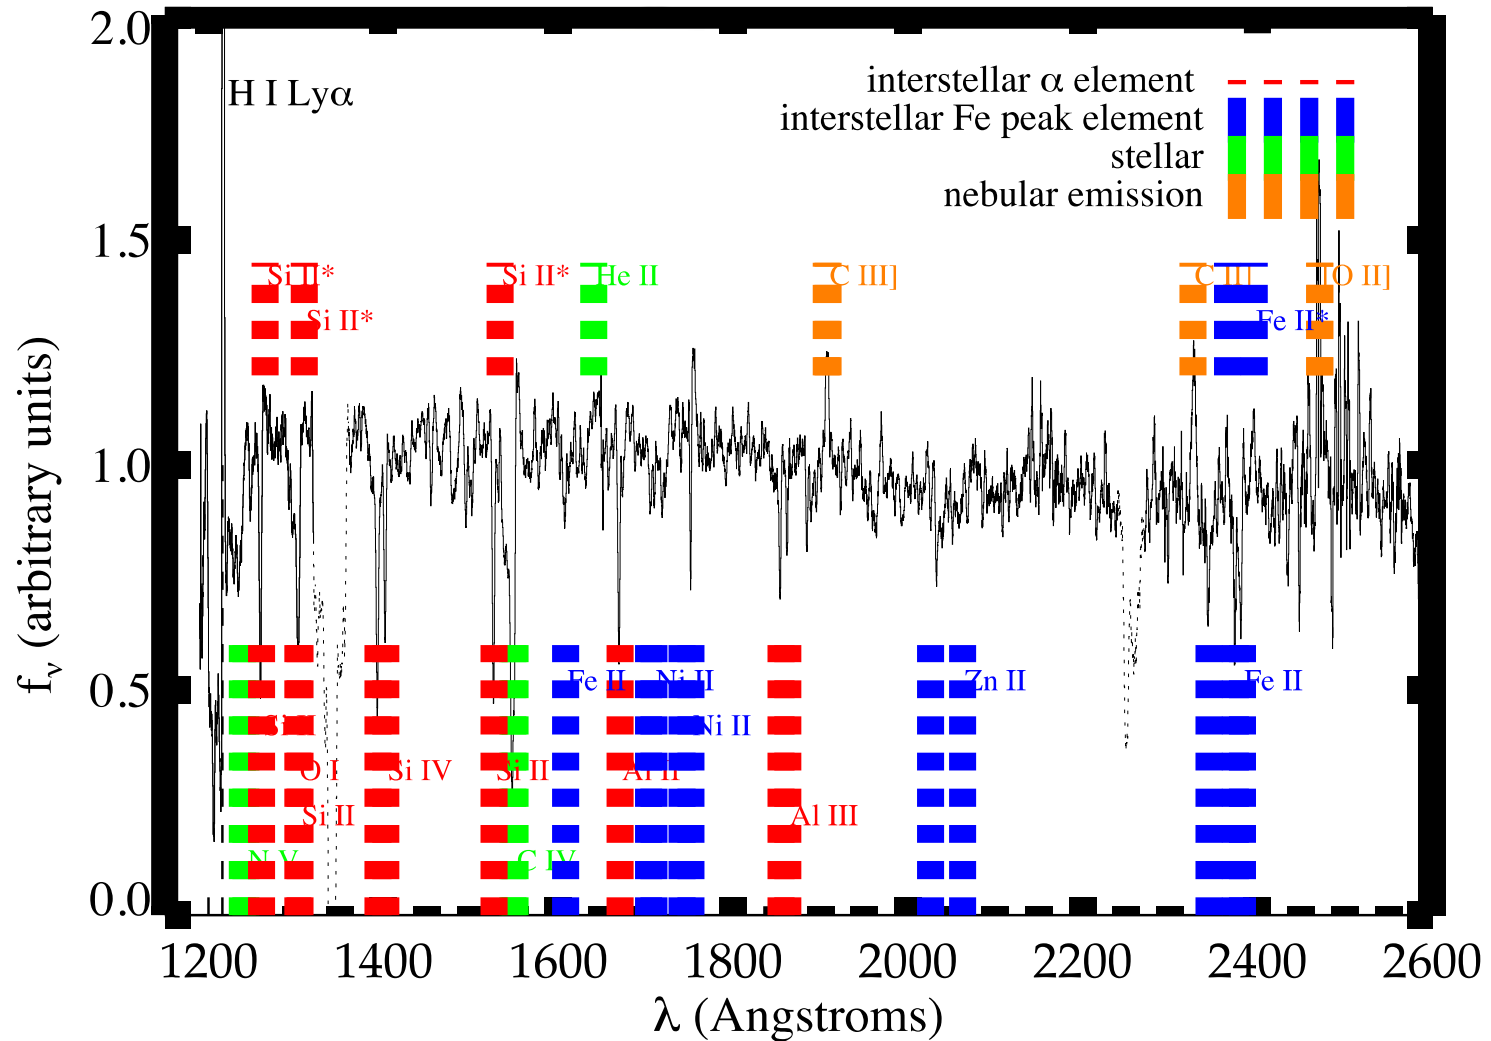 2.0
H I Lyα
interstellar α element
interstellar Fe peak element
stellar
nebular emission
1.5
Si II*
Si II*
He II
C III]
C II]
[O II]
Si II*
Fe II*
1.0
fν (arbitrary units)
0.5
Fe II
Ni II
Zn II
Fe II
Si II
Ni II
O I
Si IV
Si II
Al II
Si II
Al III
N V
C IV
0.0
1200 1400 1600 1800 2000 2200 2400 2600
λ (Angstroms)